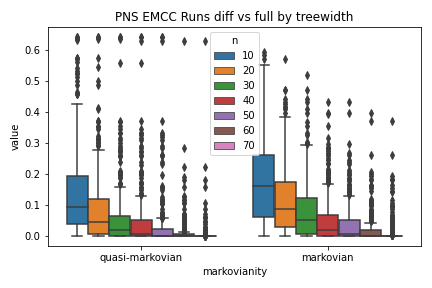 PNS EMCC Runs diff vs full by treewidth
value
0.6
0.5
0.4
0.3
0.2
0.1
0.0
n
10
20
30
40
50
60
70
quasi-markovian
markovian
markovianity